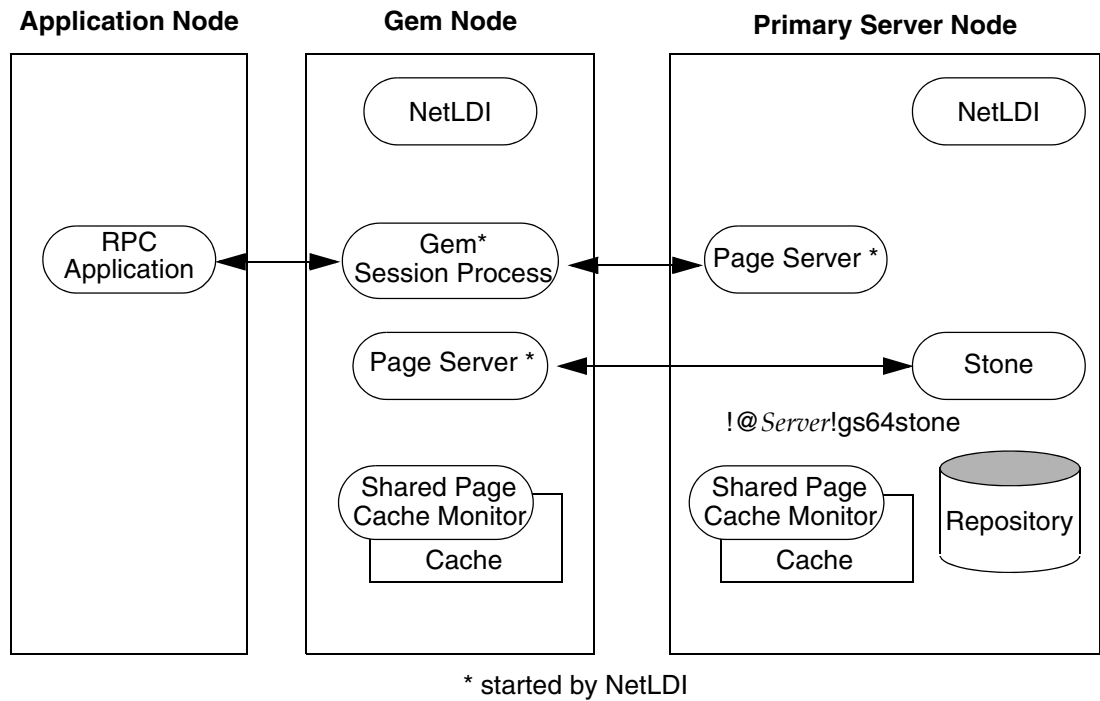 Application Node
Gem Node
Primary Server Node
NetLDI
NetLDI
RPC
Application
Gem*
Session Process
Page Server *
Page Server *
Stone
!@Server!gs64stone
Shared Page
Cache Monitor
Cache
Shared Page
Cache Monitor
Cache
Repository
* started by NetLDI